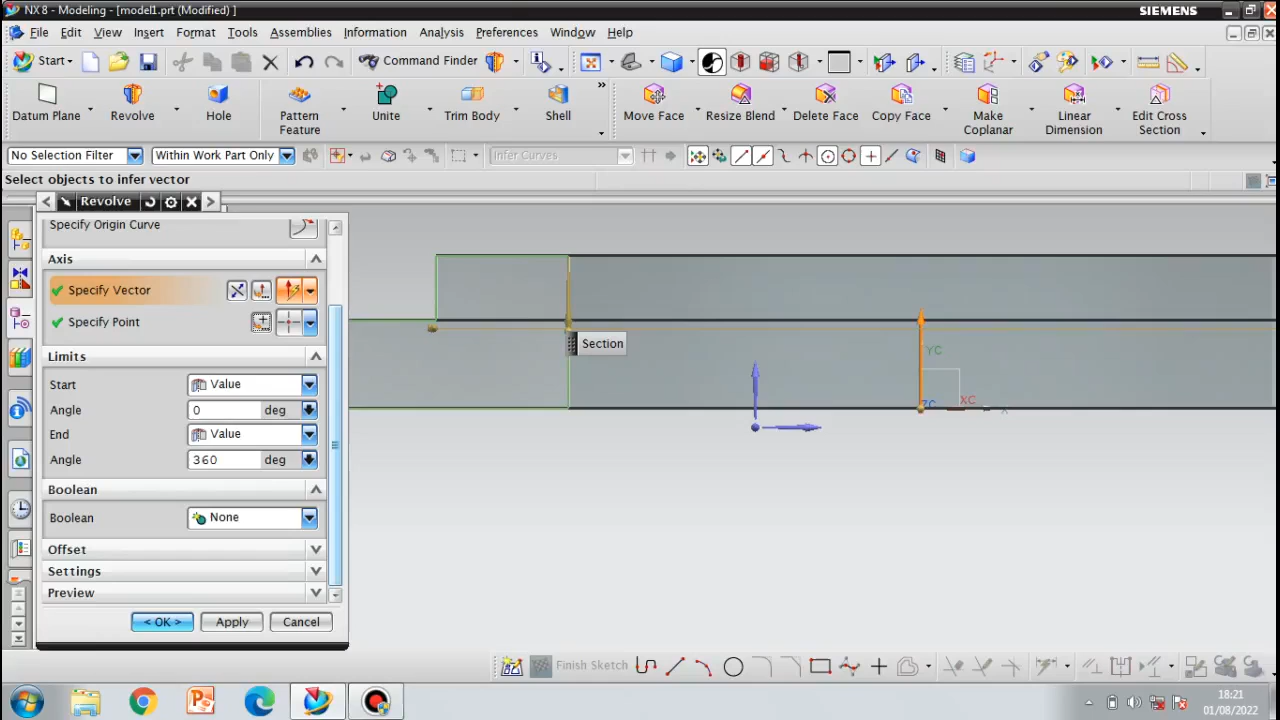 NX 8 - Modeling - [model1.prt (Modified) ]
SIEMENS
File Edit View Insert Format Tools Assemblies Information Analysis Preferences Window Help
Start Command Finder
Datum Plane Revolve Hole Pattern Feature Unite Trim Body Shell » Move Face Resize Blend Delete Face Copy Face Make Coplanar Linear Dimension Edit Cross Section
No Selection Filter Within Work Part Only Infer Curves
Select objects to infer vector
Revolve
Specify Origin Curve
Axis
Specify Vector
Specify Point
Limits
Start Value
Angle 0 deg
End Value
Angle 360 deg
Boolean
Boolean None
Offset
Settings
Preview
< OK > Apply Cancel
Section
YC
ZC XC X
Finish Sketch
18:21
01/08/2022